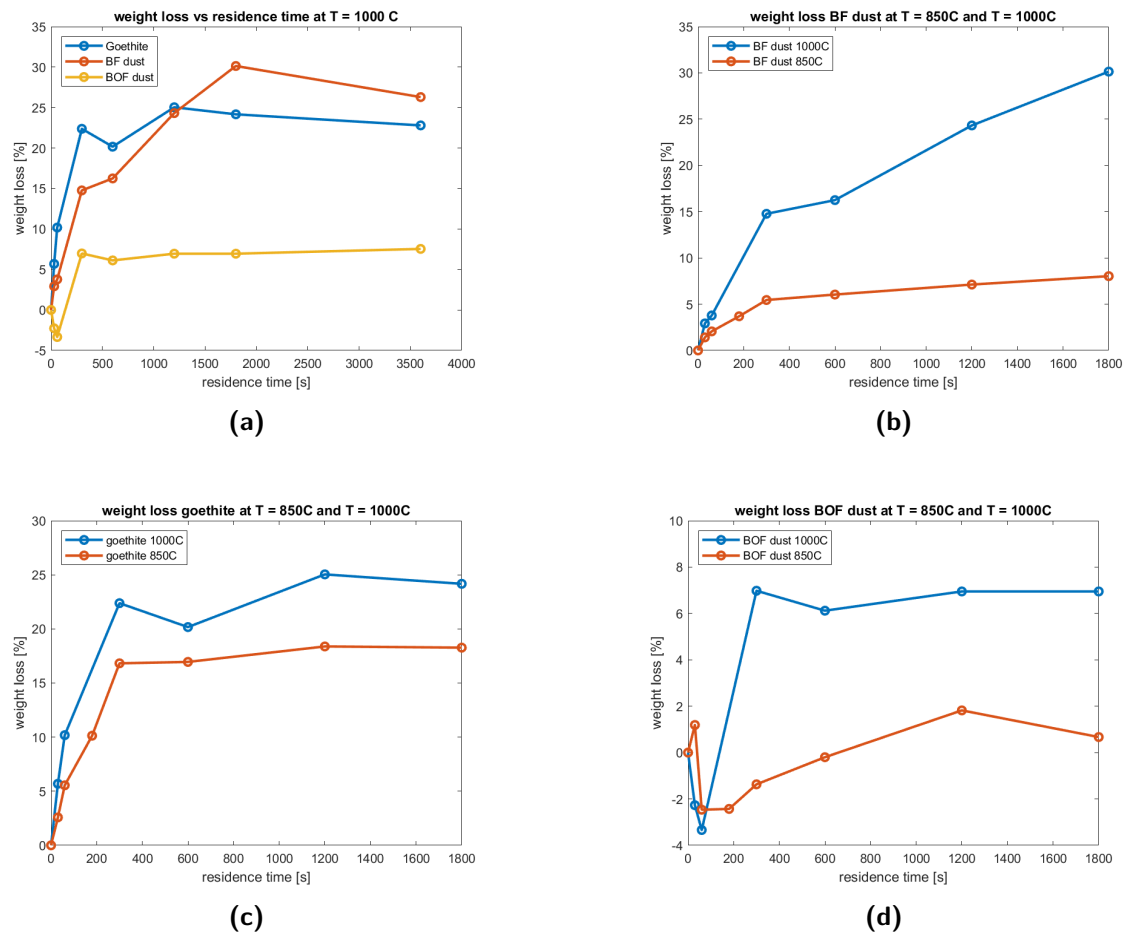 weight loss vs residence time at T = 1000 C
Goethite
BF dust
BOF dust
weight loss [%]
35
30
25
20
15
10
5
0
-5
0 500 1000 1500 2000 2500 3000 3500 4000
residence time [s]
(a)
weight loss BF dust at T = 850C and T = 1000C
BF dust 1000C
BF dust 850C
weight loss [%]
35
30
25
20
15
10
5
0
0 200 400 600 800 1000 1200 1400 1600 1800
residence time [s]
(b)
weight loss goethite at T = 850C and T = 1000C
goethite 1000C
goethite 850C
weight loss [%]
30
25
20
15
10
5
0
0 200 400 600 800 1000 1200 1400 1600 1800
residence time [s]
(c)
weight loss BOF dust at T = 850C and T = 1000C
BOF dust 1000C
BOF dust 850C
weight loss [%]
10
8
6
4
2
0
-2
-4
0 200 400 600 800 1000 1200 1400 1600 1800
residence time [s]
(d)